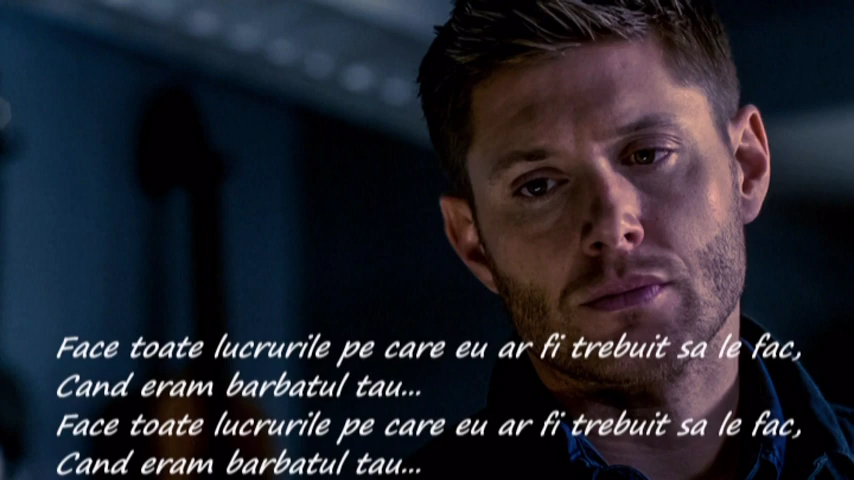 Face toate lucrurile pe care eu ar fi trebuit sa le fac,
Cand eram barbatul tau...
Face toate lucrurile pe care eu ar fi trebuit sa le fac,
Cand eram barbatul tau...